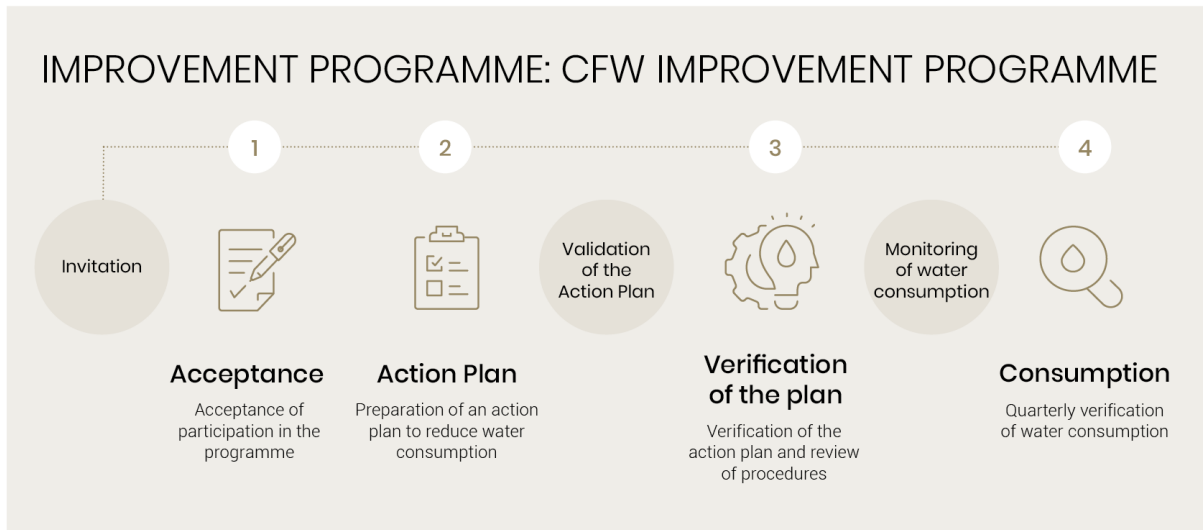 IMPROVEMENT PROGRAMME: CFW IMPROVEMENT PROGRAMME
1
2
3
4
Invitation
Validation
of the
Action Plan
Monitoring
of water
consumption
Acceptance
Acceptance of
participation in the
programme
Action Plan
Preparation of an action
plan to reduce water
consumption
Verification
of the plan
Verification of the
action plan and review
of procedures
Consumption
Quarterly verification
of water consumption